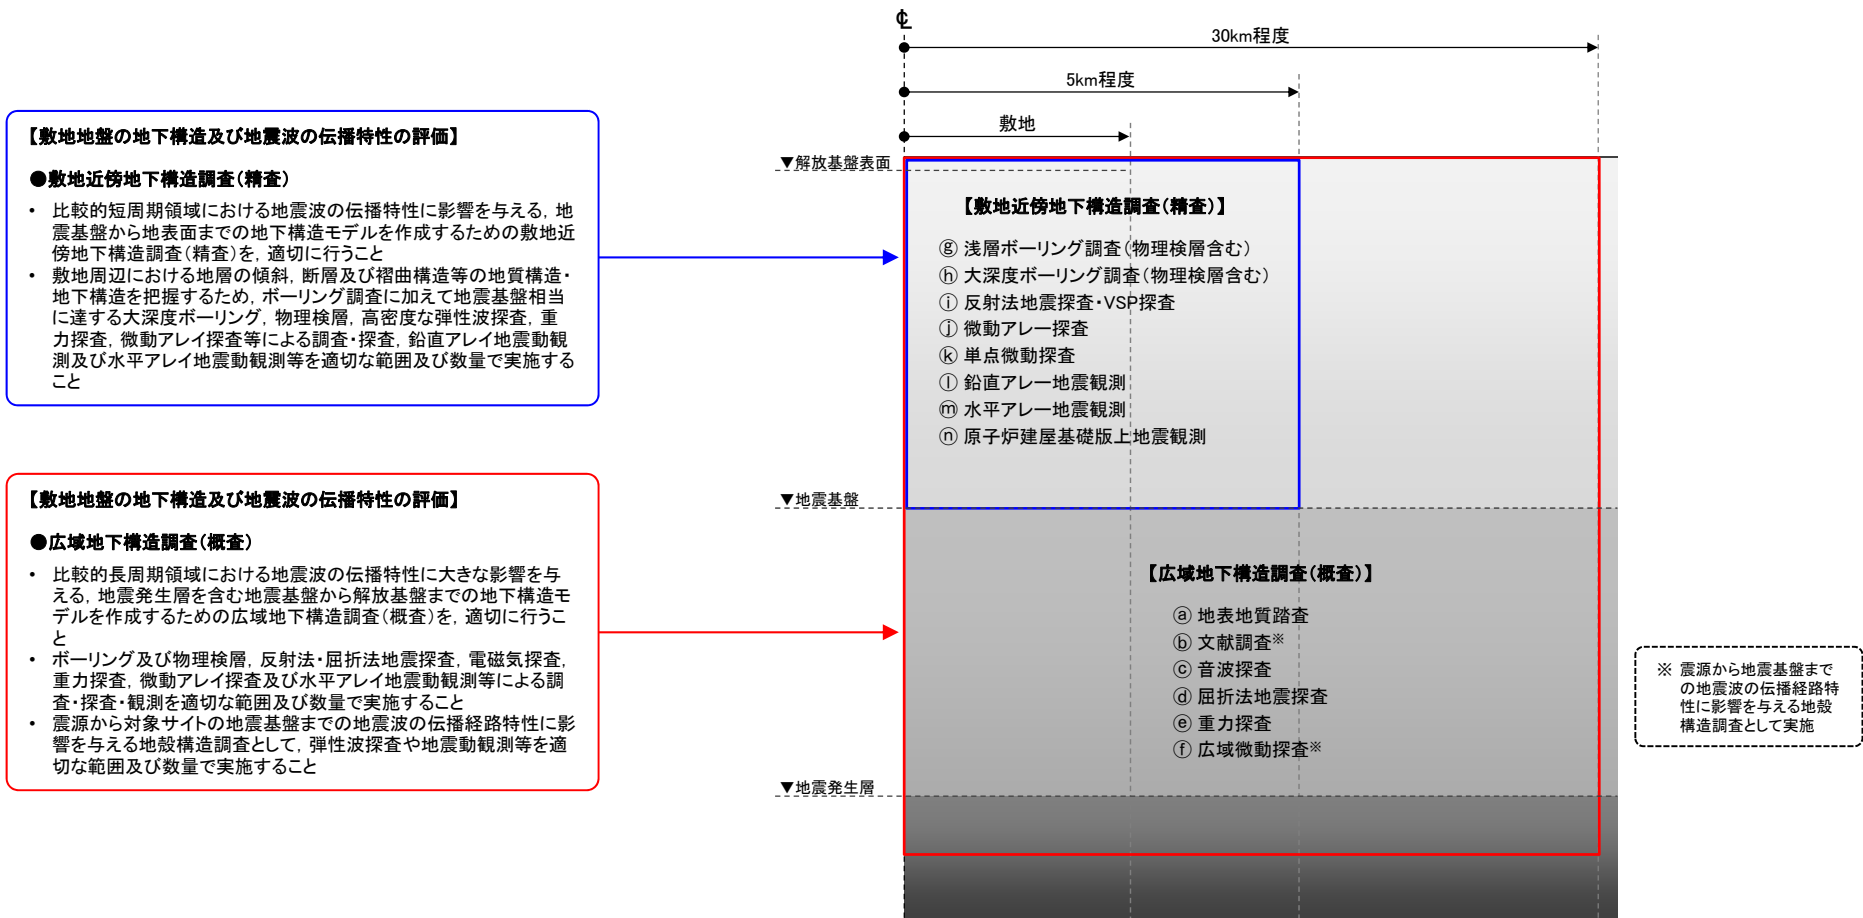 【敷地地盤の地下構造及び地震波の伝播特性の評価】
●敷地近傍地下構造調査(精査)
• 比較的短周期領域における地震波の伝播特性に影響を与える，地
震基盤から地表面までの地下構造モデルを作成するための敷地近
傍地下構造調査(精査)を，適切に行うこと
• 敷地周辺における地層の傾斜，断層及び褶曲構造等の地質構造・
地下構造を把握するため，ボーリング調査に加えて地震基盤相当
に達する大深度ボーリング，物理検層，高密度な弾性波探査，重
力探査，微動アレイ探査等による調査・探査，鉛直アレイ地震動観
測及び水平アレイ地震動観測等を適切な範囲及び数量で実施する
こと
【敷地地盤の地下構造及び地震波の伝播特性の評価】
●広域地下構造調査(概査)
• 比較的長周期領域における地震波の伝播特性に大きな影響を与
える，地震発生層を含む地震基盤から解放基盤までの地下構造モ
デルを作成するための広域地下構造調査(概査)を，適切に行うこ
と
• ボーリング及び物理検層，反射法・屈折法地震探査，電磁気探査，
重力探査，微動アレイ探査及び水平アレイ地震動観測等による調
査・探査・観測を適切な範囲及び数量で実施すること
• 震源から対象サイトの地震基盤までの地震波の伝播経路特性に影
響を与える地殻構造調査として，弾性波探査や地震動観測等を適
切な範囲及び数量で実施すること
℄
30km程度
5km程度
敷地
▼解放基盤表面
【敷地近傍地下構造調査(精査)】
ⓖ 浅層ボーリング調査(物理検層含む)
ⓗ 大深度ボーリング調査(物理検層含む)
ⓘ 反射法地震探査・VSP探査
ⓙ 微動アレー探査
ⓚ 単点微動探査
ⓛ 鉛直アレー地震観測
ⓜ 水平アレー地震観測
ⓝ 原子炉建屋基礎版上地震観測
▼地震基盤
【広域地下構造調査(概査)】
ⓐ 地表地質踏査
ⓑ 文献調査※
ⓒ 音波探査
ⓓ 屈折法地震探査
ⓔ 重力探査
ⓕ 広域微動探査※
▼地震発生層
※ 震源から地震基盤まで
の地震波の伝播経路特
性に影響を与える地殻
構造調査として実施